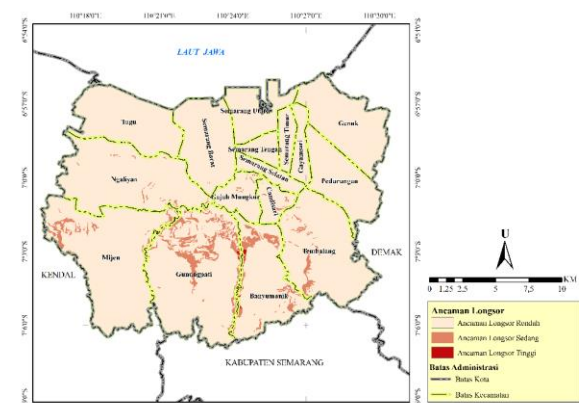 110°18'0"E 110°21'0"E 110°24'0"E 110°27'0"E 110°30'0"E
LAUT JAWA
Tugu
Semarang Barat
Semarang Utara
Semarang Tengah
Semarang Timur
Gayamsari
Genuk
Semarang Selatan
Pedurungan
Ngaliyan
Gajah Mungkur
Candisari
Mijen
Gunungpati
Banyumanik
Tembalang
DEMAK
KENDAL
KABUPATEN SEMARANG
U
KM
0 1,25 2,5 5 7,5 10
Ancaman Longsor
Ancaman Longsor Rendah
Ancaman Longsor Sedang
Ancaman Longsor Tinggi
Batas Administrasi
Batas Kota
Batas Kecamatan